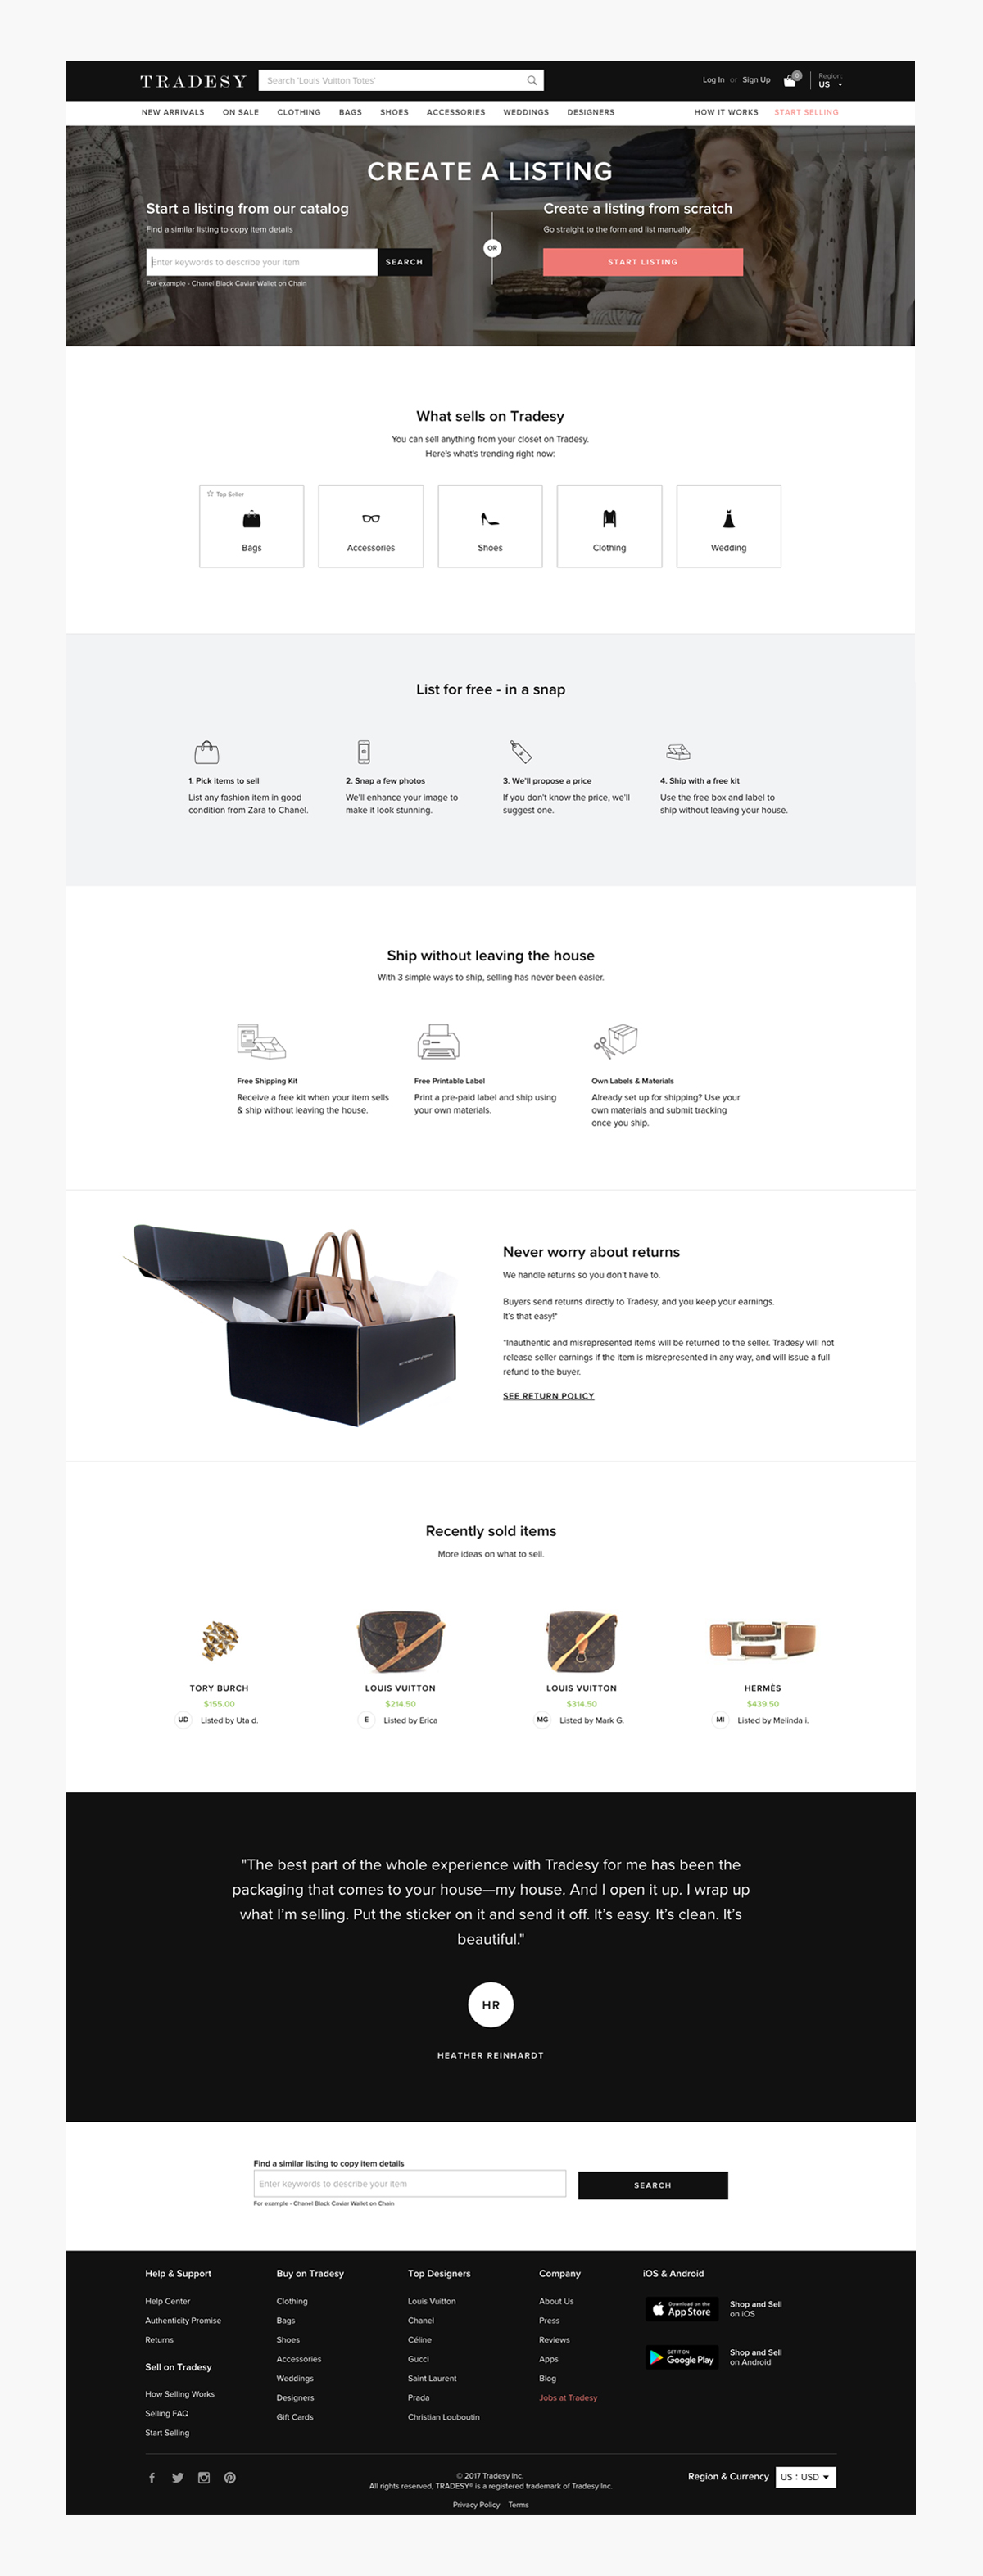 TRADESY
Search 'Louis Vuitton Totes'
Log In or Sign Up
0
Region:
US
NEW ARRIVALS ON SALE CLOTHING BAGS SHOES ACCESSORIES WEDDINGS DESIGNERS HOW IT WORKS START SELLING
CREATE A LISTING
Start a listing from our catalog
Find a similar listing to copy item details
Enter keywords to describe your item
SEARCH
For example - Chanel Black Caviar Wallet on Chain
OR
Create a listing from scratch
Go straight to the form and list manually
START LISTING
What sells on Tradesy
You can sell anything from your closet on Tradesy.
Here's what's trending right now:
Top Seller
Bags
Accessories
Shoes
Clothing
Wedding
List for free - in a snap
1. Pick items to sell
List any fashion item in good
condition from Zara to Chanel.
2. Snap a few photos
We'll enhance your image to
make it look stunning.
3. We'll propose a price
If you don't know the price, we'll
suggest one.
4. Ship with a free kit
Use the free box and label to
ship without leaving your house.
Ship without leaving the house
With 3 simple ways to ship, selling has never been easier.
Free Shipping Kit
Receive a free kit when your item sells
& ship without leaving the house.
Free Printable Label
Print a pre-paid label and ship using
your own materials.
Own Labels & Materials
Already set up for shipping? Use your
own materials and submit tracking
once you ship.
Never worry about returns
We handle returns so you don't have to.
Buyers send returns directly to Tradesy, and you keep your earnings.
It's that easy!*
*Inauthentic and misrepresented items will be returned to the seller. Tradesy will not
release seller earnings if the item is misrepresented in any way, and will issue a full
refund to the buyer.
SEE RETURN POLICY
Recently sold items
More ideas on what to sell.
TORY BURCH
$155.00
UD Listed by Uta d.
LOUIS VUITTON
$214.50
E Listed by Erica
LOUIS VUITTON
$314.50
MG Listed by Mark G.
HERMÈS
$439.50
MI Listed by Melinda i.
"The best part of the whole experience with Tradesy for me has been the
packaging that comes to your house—my house. And I open it up. I wrap up
what I'm selling. Put the sticker on it and send it off. It's easy. It's clean. It's
beautiful."
HR
HEATHER REINHARDT
Find a similar listing to copy item details
Enter keywords to describe your item
SEARCH
For example - Chanel Black Caviar Wallet on Chain
Help & Support
Help Center
Authenticity Promise
Returns
Sell on Tradesy
How Selling Works
Selling FAQ
Start Selling
Buy on Tradesy
Clothing
Bags
Shoes
Accessories
Weddings
Designers
Gift Cards
Top Designers
Louis Vuitton
Chanel
Céline
Gucci
Saint Laurent
Prada
Christian Louboutin
Company
About Us
Press
Reviews
Apps
Blog
Jobs at Tradesy
iOS & Android
Download on the
App Store
Shop and Sell
on iOS
GET IT ON
Google Play
Shop and Sell
on Android
© 2017 Tradesy Inc.
All rights reserved, TRADESY® is a registered trademark of Tradesy Inc.
Privacy Policy Terms
Region & Currency
US : USD